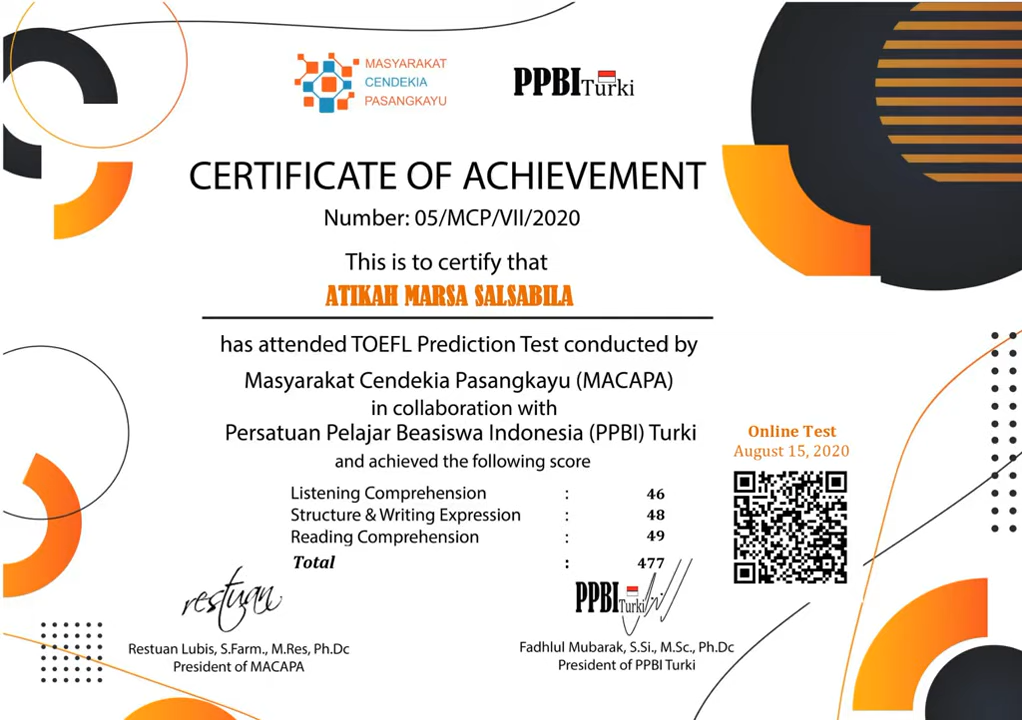 MASYARAKAT
CENDEKIA
PASANGKAYU
PPBI Turki
CERTIFICATE OF ACHIEVEMENT
Number: 05/MCP/VII/2020
This is to certify that
ATIKAH MARSA SALSABILA
has attended TOEFL Prediction Test conducted by
Masyarakat Cendekia Pasangkayu (MACAPA)
in collaboration with
Persatuan Pelajar Beasiswa Indonesia (PPBI) Turki
and achieved the following score
Online Test
August 15, 2020
Listening Comprehension : 46
Structure & Writing Expression : 48
Reading Comprehension : 49
Total : 477
restuan
PPBI Turki
Restuan Lubis, S.Farm., M.Res, Ph.Dc
President of MACAPA
Fadhlul Mubarak, S.Si., M.Sc., Ph.Dc
President of PPBI Turki